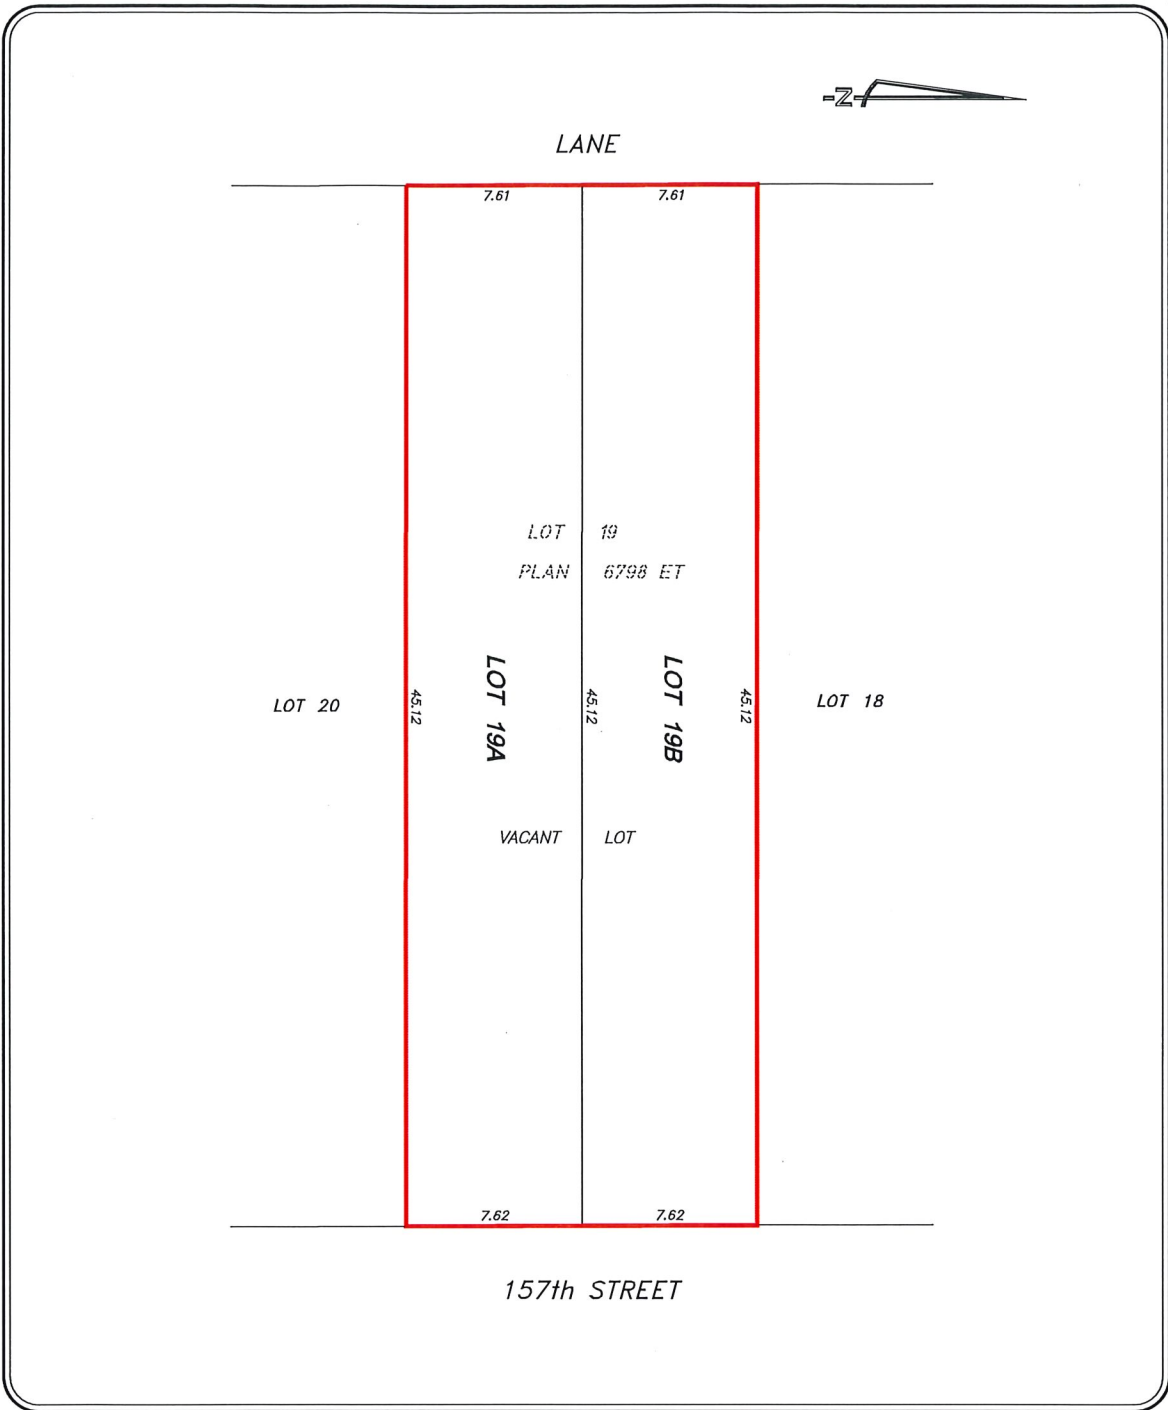 -N-
LANE
7.61 7.61
LOT 19
PLAN 6798 ET
LOT 20 45.12 LOT 19A 45.12 LOT 19B 45.12 LOT 18
VACANT LOT
7.62 7.62
157th STREET